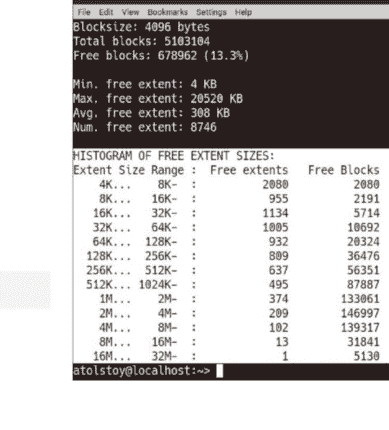 File Edit View Bookmarks Settings Help
Blocksize: 4096 bytes
Total blocks: 5103104
Free blocks: 678962 (13.3%)
Min. free extent: 4 KB
Max. free extent: 20520 KB
Avg. free extent: 308 KB
Num. free extent: 8746
HISTOGRAM OF FREE EXTENT SIZES:
Extent Size Range : Free extents Free Blocks
4K... 8K- : 2080 2080
8K... 16K- : 955 2191
16K... 32K- : 1134 5714
32K... 64K- : 1005 10692
64K... 128K- : 932 20324
128K... 256K- : 809 36476
256K... 512K- : 637 56351
512K... 1024K- : 495 87887
1M... 2M- : 374 133061
2M... 4M- : 209 146997
4M... 8M- : 102 139317
8M... 16M- : 13 31841
16M... 32M- : 1 5130
atolstoy@localhost:~>